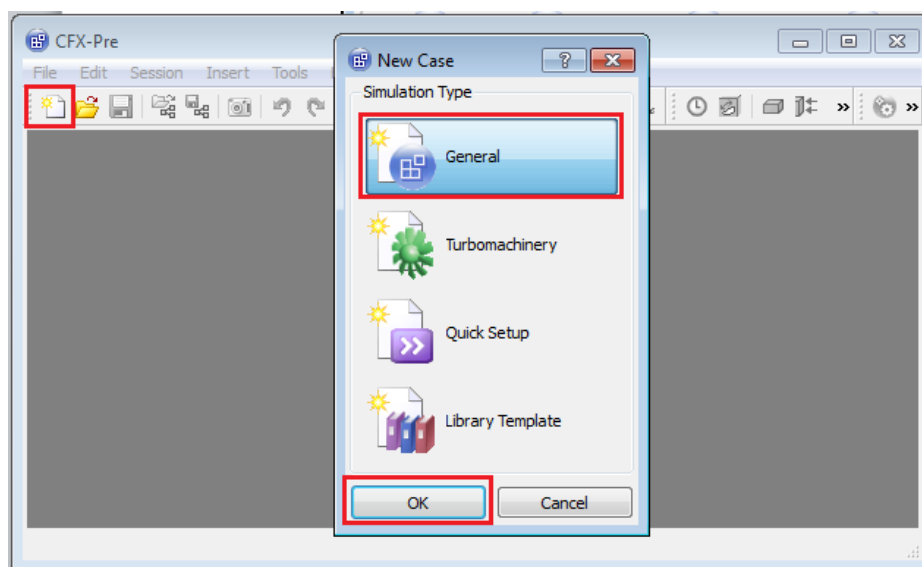 CFX-Pre
File Edit Session Insert Tools
New Case
Simulation Type
General
Turbomachinery
Quick Setup
Library Template
OK Cancel